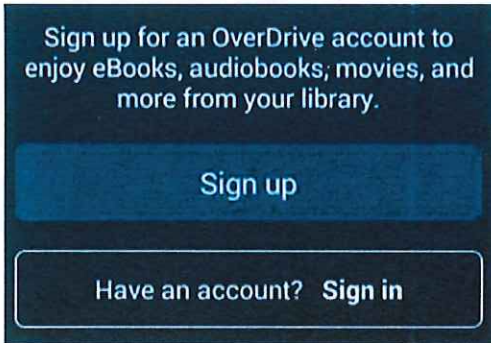 Sign up for an OverDrive account to
enjoy eBooks, audiobooks, movies, and
more from your library.
Sign up
Have an account? Sign in